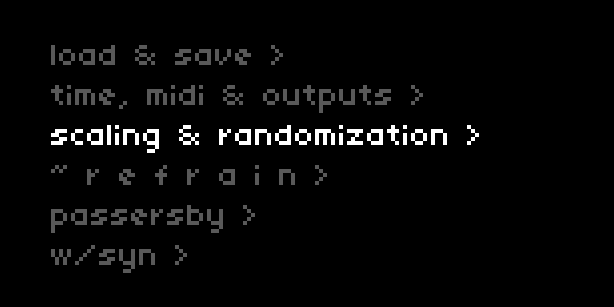 load & save >
time, midi & outputs >
scaling & randomization >
~ r e f r a i n >
passersby >
w/syn >